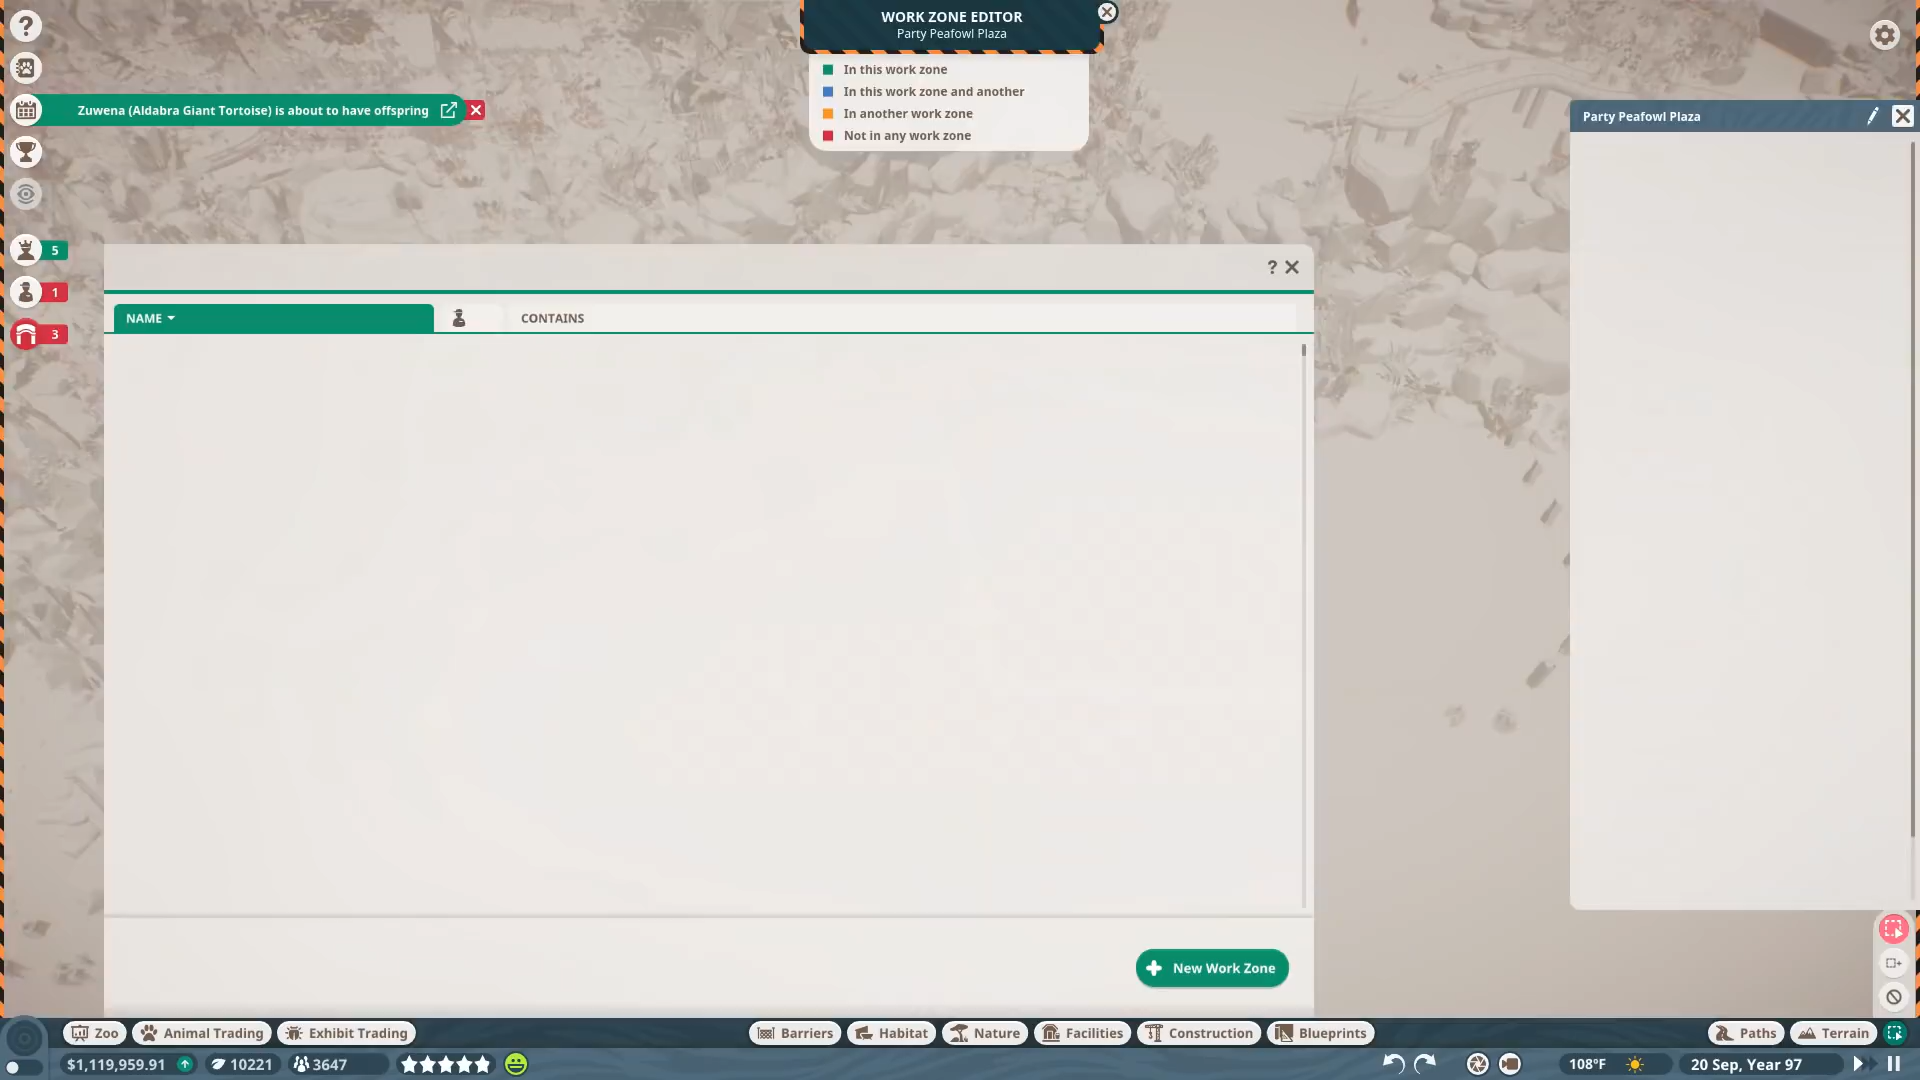 WORK ZONE EDITOR
Party Peafowl Plaza
In this work zone
In this work zone and another
In another work zone
Not in any work zone
Zuwena (Aldabra Giant Tortoise) is about to have offspring
Party Peafowl Plaza
5
1
3
?
NAME
CONTAINS
New Work Zone
Zoo
Animal Trading
Exhibit Trading
Barriers
Habitat
Nature
Facilities
Construction
Blueprints
Paths
Terrain
$1,119,959.91
10221
3647
108°F
20 Sep, Year 97